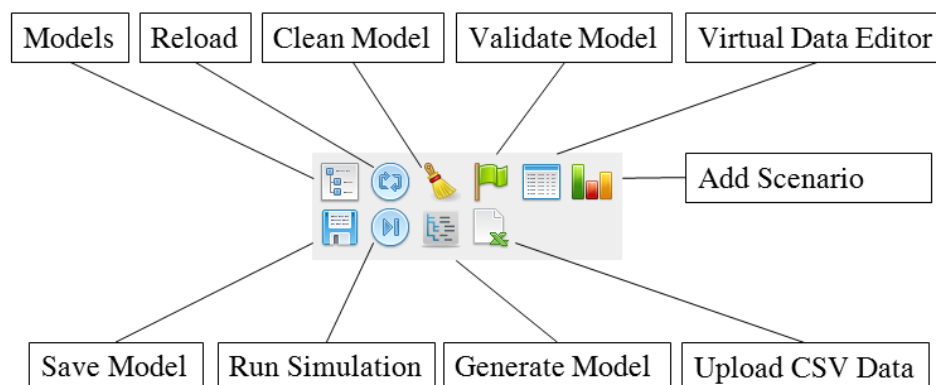 Models
Reload
Clean Model
Validate Model
Virtual Data Editor
Add Scenario
Save Model
Run Simulation
Generate Model
Upload CSV Data